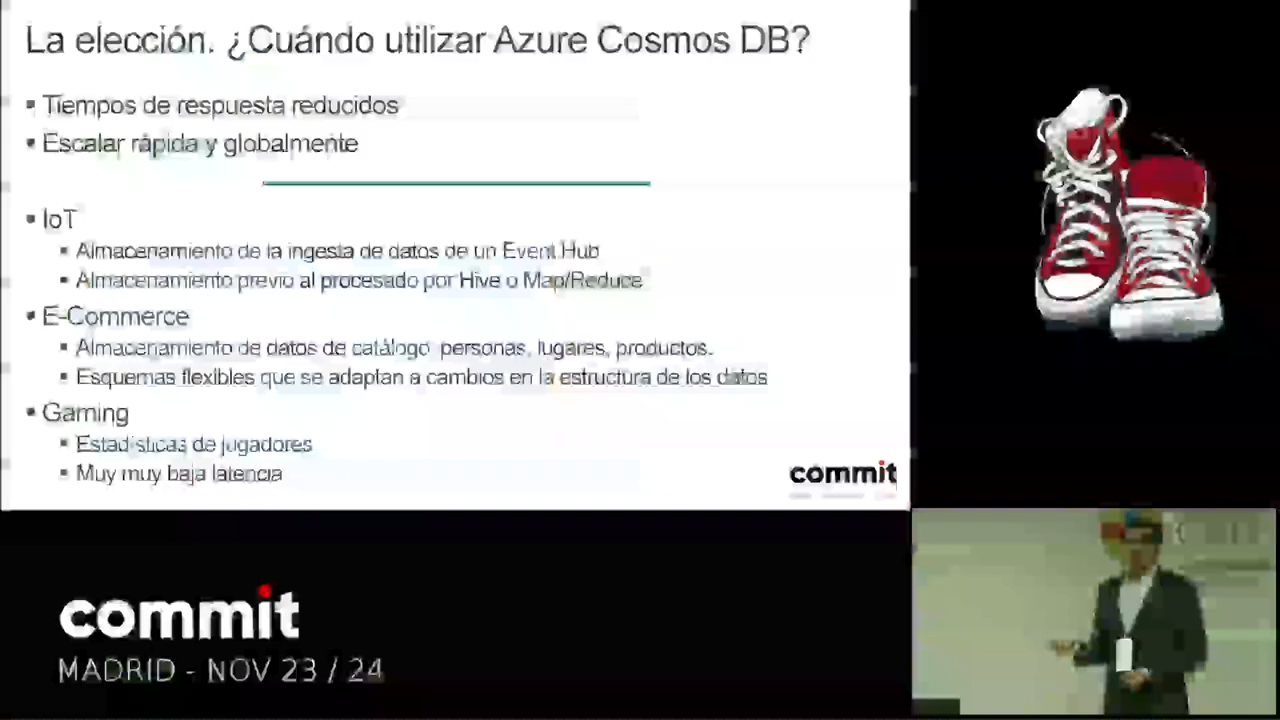 La elección. ¿Cuándo utilizar Azure Cosmos DB?
Tiempos de respuesta reducidos
Escalar rápida y globalmente
IoT
Almacenamiento de la ingesta de datos de un Event Hub
Almacenamiento previo al procesado por Hive o Map/Reduce
E-Commerce
Almacenamiento de datos de catálogo personas, lugares, productos.
Esquemas flexibles que se adaptan a cambios en la estructura de los datos
Gaming
Estadísticas de jugadores
Muy muy baja latencia
commit
commit
MADRID - NOV 23 / 24